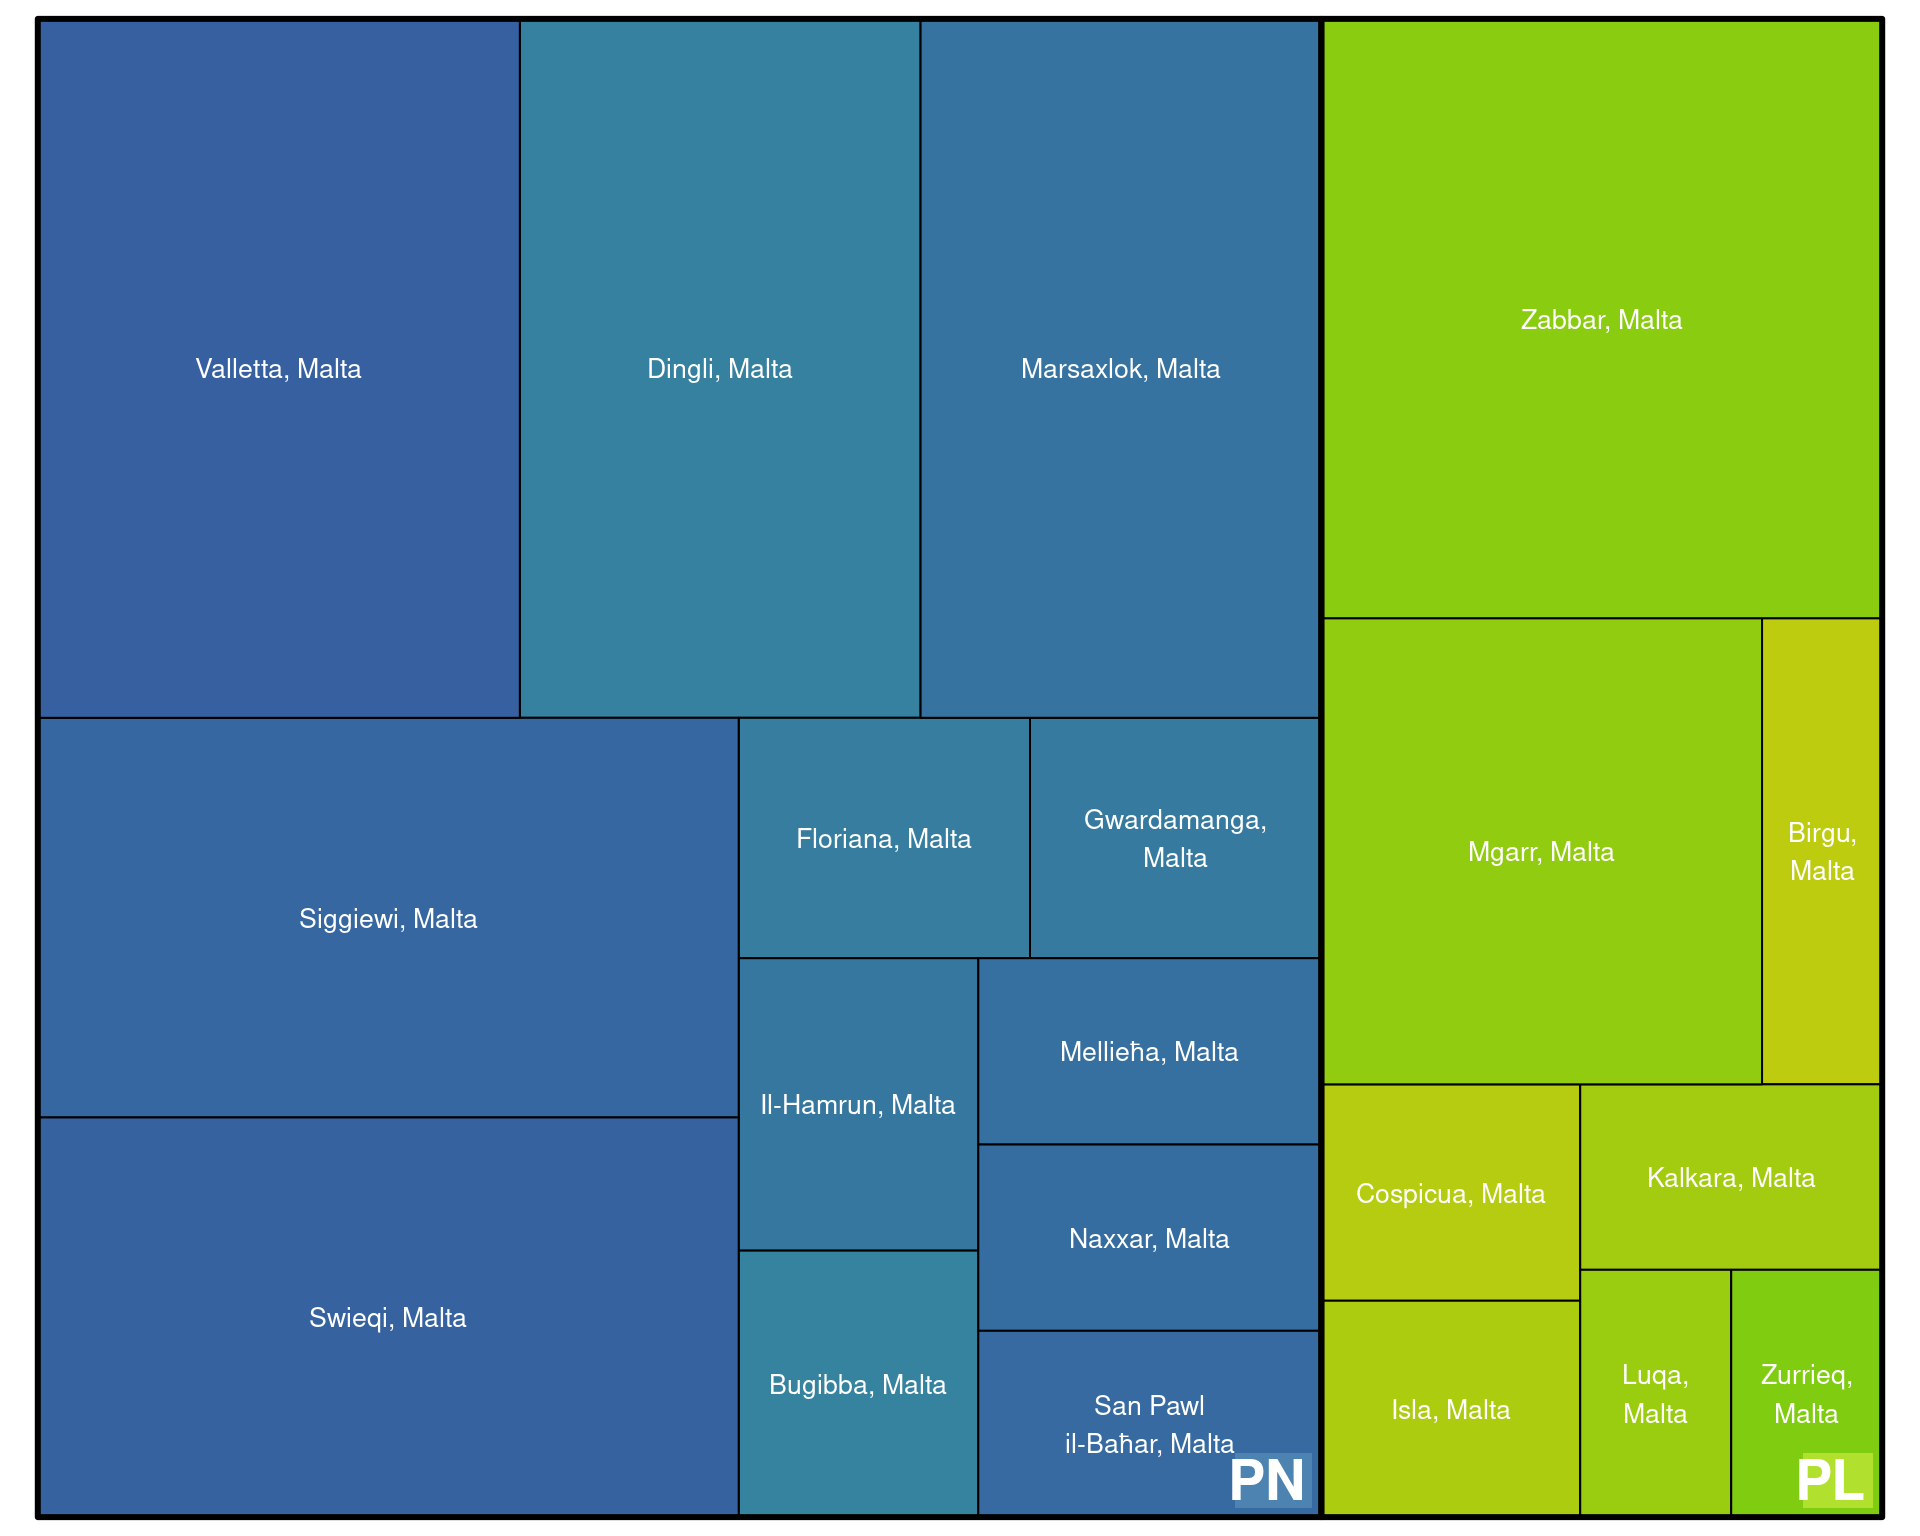 Valletta, Malta
Dingli, Malta
Marsaxlok, Malta
Siggiewi, Malta
Swieqi, Malta
Floriana, Malta
Gwardamanga,
Malta
Il-Hamrun, Malta
Bugibba, Malta
Mellieħa, Malta
Naxxar, Malta
San Pawl
il-Baħar, Malta
PN
Zabbar, Malta
Mgarr, Malta
Birgu,
Malta
Cospicua, Malta
Isla, Malta
Kalkara, Malta
Luqa,
Malta
Zurrieq,
Malta
PL